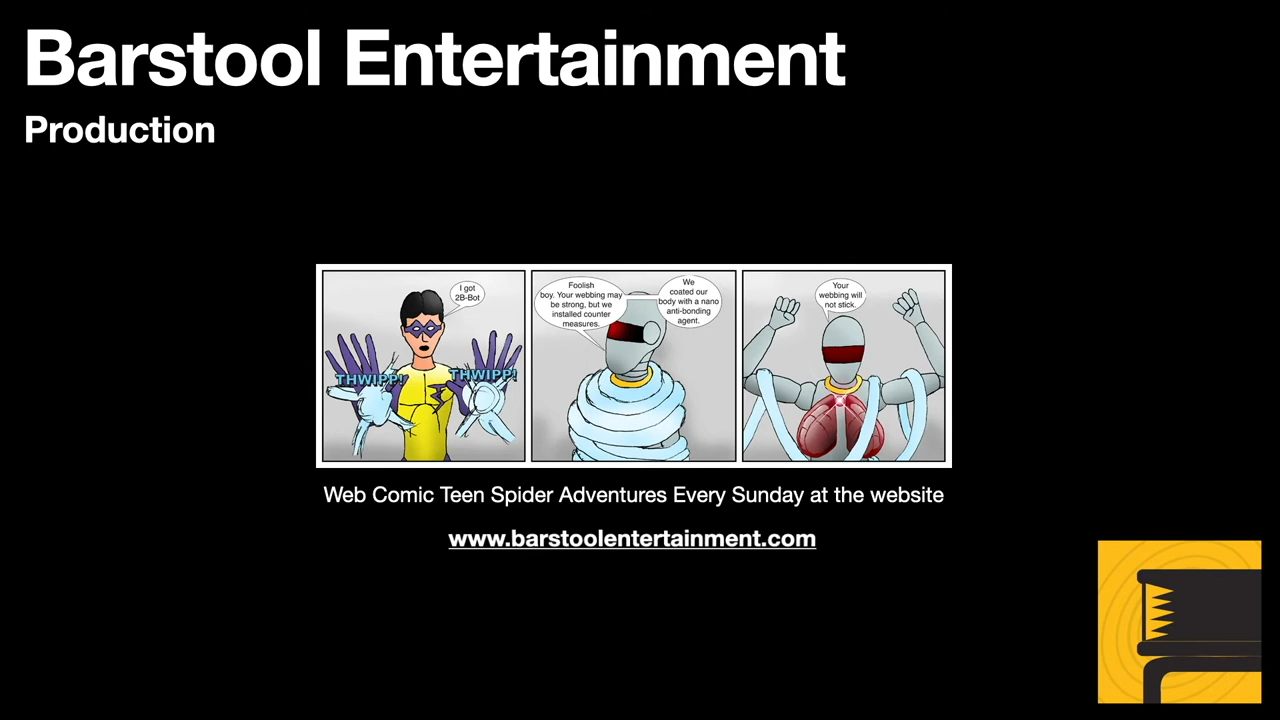 Barstool Entertainment
Production
I got
2B-Bot
THWIPP!
THWIPP!
Foolish
boy. Your webbing may
be strong, but we
installed counter
measures.
We
coated our
body with a nano
anti-bonding
agent.
Your
webbing will
not stick.
Web Comic Teen Spider Adventures Every Sunday at the website
www.barstoolentertainment.com